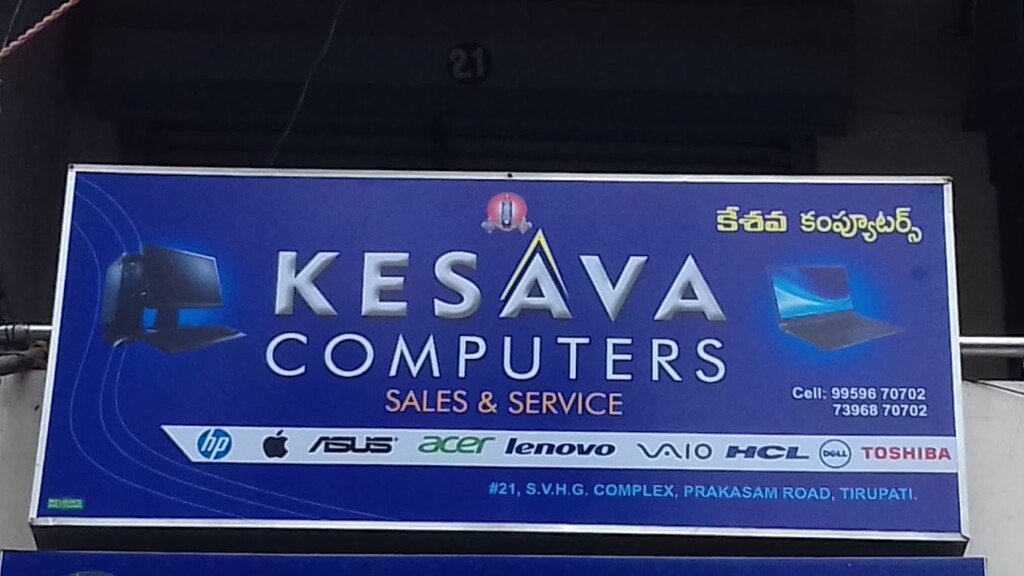 21
కేశవ కంప్యూటర్స్
KESAVA
COMPUTERS
SALES & SERVICE
Cell: 99596 70702
73968 70702
hp ASUS acer lenovo VAIO HCL DELL TOSHIBA
#21, S.V.H.G. COMPLEX, PRAKASAM ROAD, TIRUPATI.